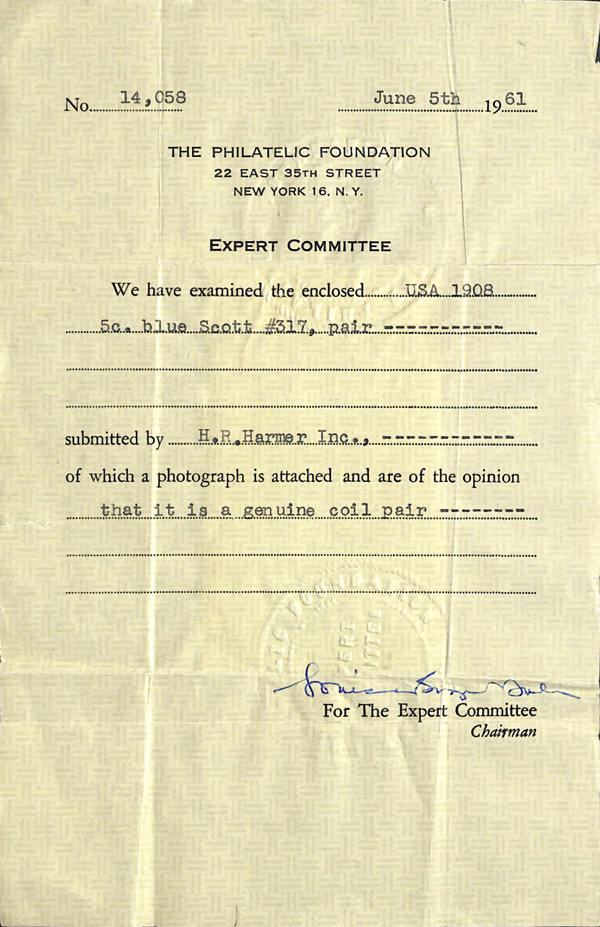 No. 14,058 June 5th 1961
THE PHILATELIC FOUNDATION
22 EAST 35TH STREET
NEW YORK 16, N. Y.
EXPERT COMMITTEE
We have examined the enclosed USA 1908
5c. blue Scott #317, pair -----------
submitted by H.R.Harmer Inc., ------------
of which a photograph is attached and are of the opinion
that it is a genuine coil pair --------
For The Expert Committee
Chairman